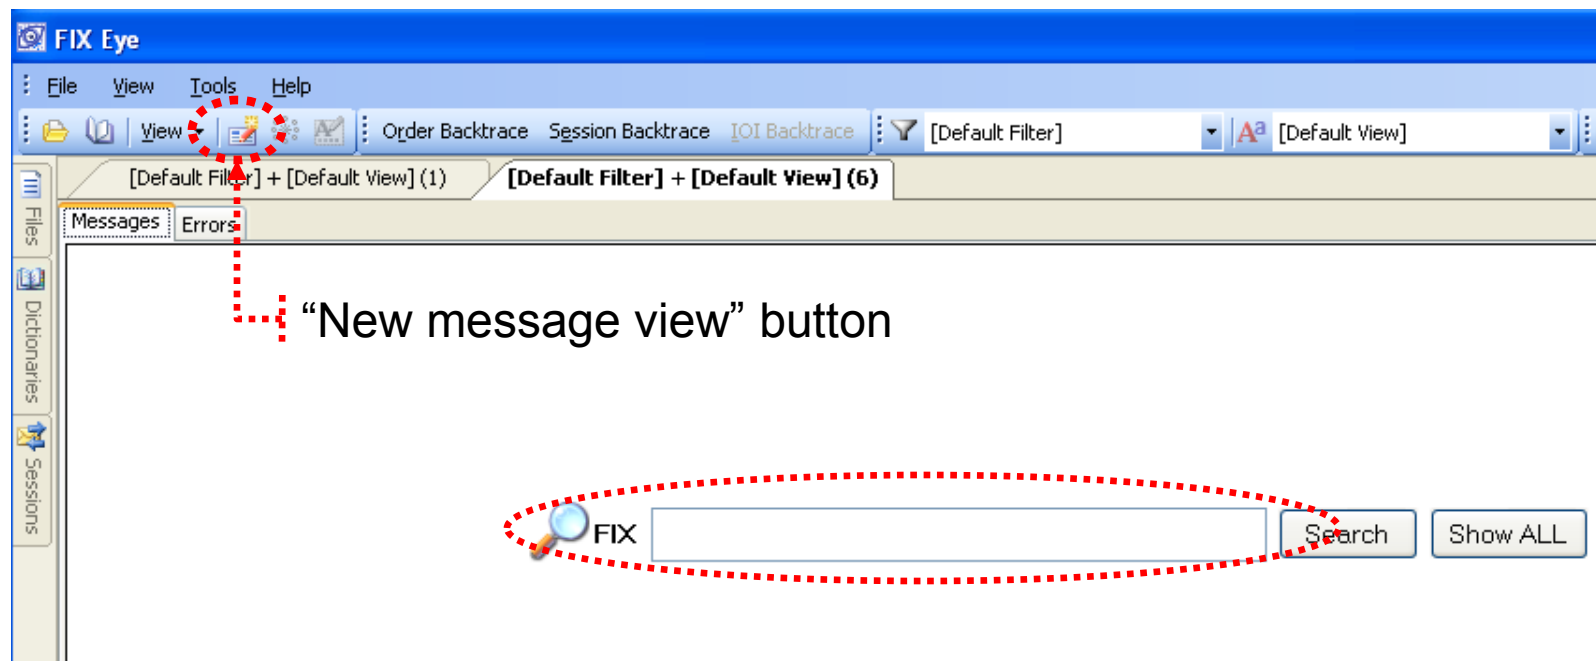 FIX Eye
File View Tools Help
View Order Backtrace Session Backtrace IOI Backtrace [Default Filter] Aa [Default View]
[Default Filter] + [Default View] (1) [Default Filter] + [Default View] (6)
Files
Messages Errors
Dictionaries
“New message view” button
Sessions
FIX Search Show ALL